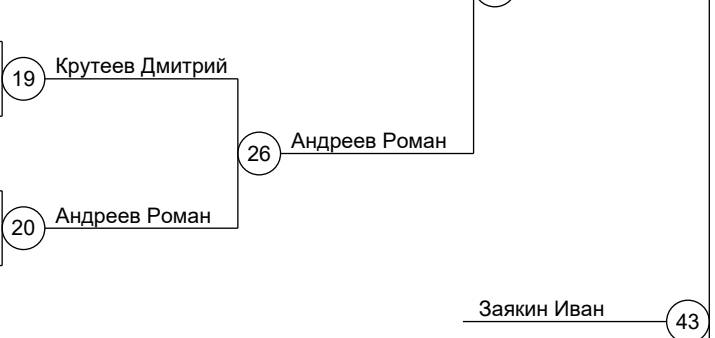 19 Крутеев Дмитрий
26 Андреев Роман
20 Андреев Роман
Заякин Иван 43